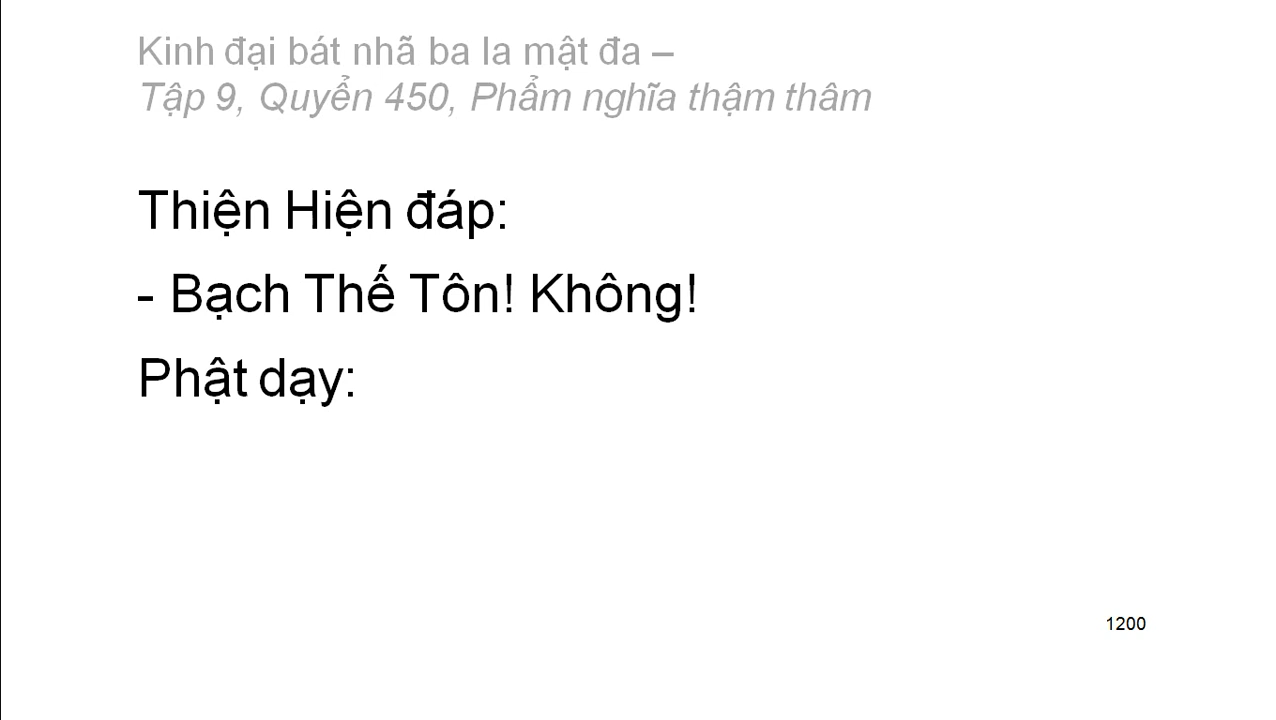 Kinh đại bát nhã ba la mật đa –
Tập 9, Quyển 450, Phẩm nghĩa thậm thâm
Thiện Hiện đáp:
- Bạch Thế Tôn! Không!
Phật dạy:
1200